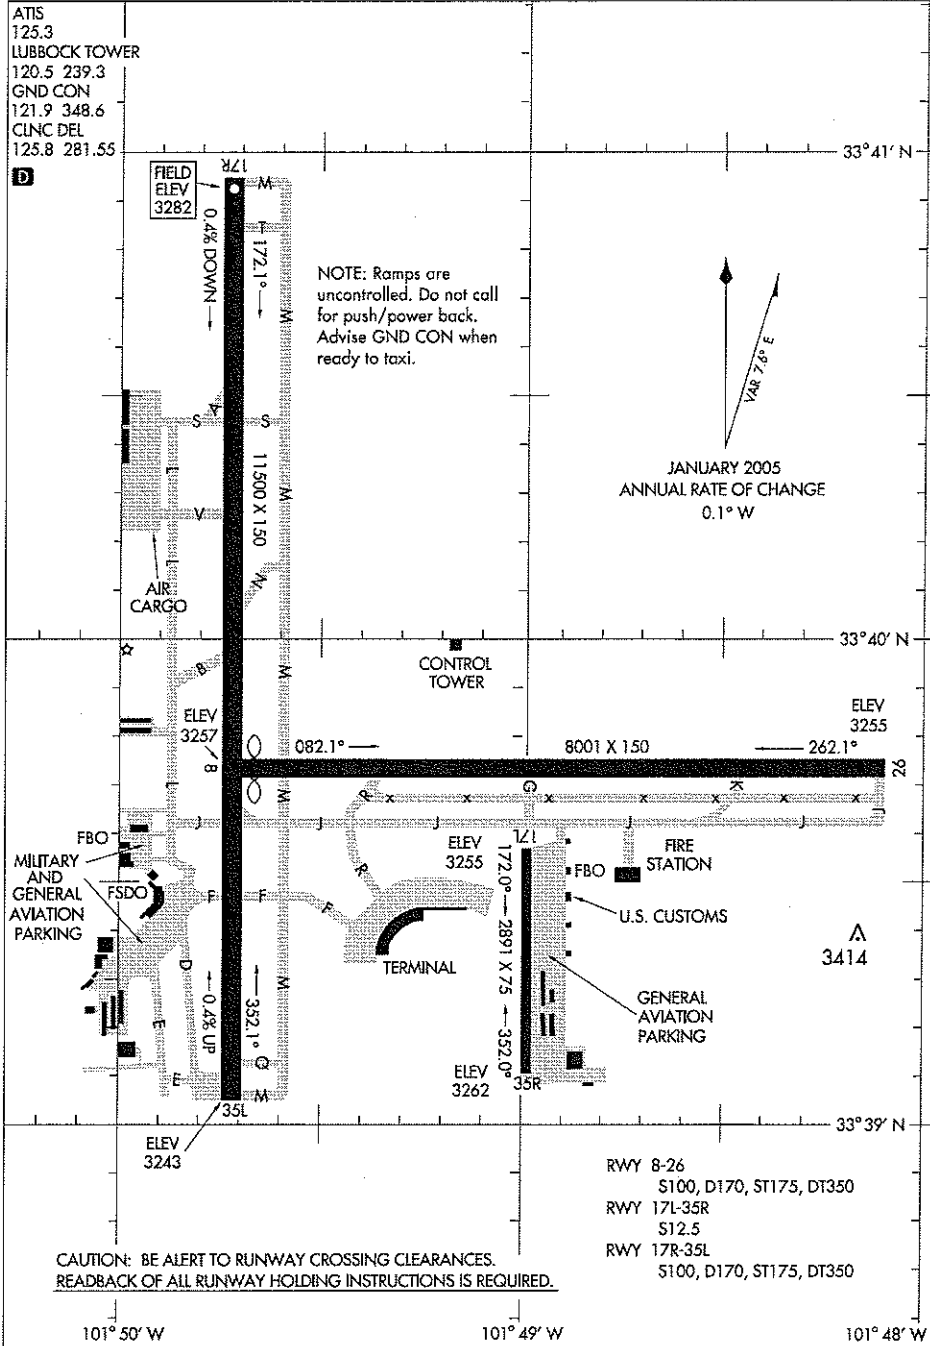 ATIS
125.3
LUBBOCK TOWER
120.5 239.3
GND CON
121.9 348.6
CLNC DEL
125.8 281.55
D
33°41' N
17R
FIELD
ELEV
3282
M
T
0.4% DOWN
172.1°
NOTE: Ramps are
uncontrolled. Do not call
for push/power back.
Advise GND CON when
ready to taxi.
M
VAR 7.6° E
JANUARY 2005
ANNUAL RATE OF CHANGE
0.1° W
A
S
S
L
11,500 X 150
M
V
L
N
AIR
CARGO
33°40' N
CONTROL
TOWER
B
M
ELEV
3257
ELEV
3255
082.1°
8001 X 150
262.1°
8
26
L
M
R
X X X X X X X
G
K
J
J
J
J
J
FBO
MILITARY
AND
GENERAL
AVIATION
PARKING
FSDO
R
ELEV
3255
17L
FBO
FIRE
STATION
F
F
F
U.S. CUSTOMS
TERMINAL
3414
D
E
0.4% UP
352.1°
M
172.0°
2891 X 75
352.0°
GENERAL
AVIATION
PARKING
Q
E
M
35L
ELEV
3262
35R
ELEV
3243
33°39' N
RWY 8-26
S100, D170, ST175, DT350
RWY 17L-35R
S12.5
RWY 17R-35L
S100, D170, ST175, DT350
CAUTION: BE ALERT TO RUNWAY CROSSING CLEARANCES.
READBACK OF ALL RUNWAY HOLDING INSTRUCTIONS IS REQUIRED.
101°50' W
101°49' W
101°48' W